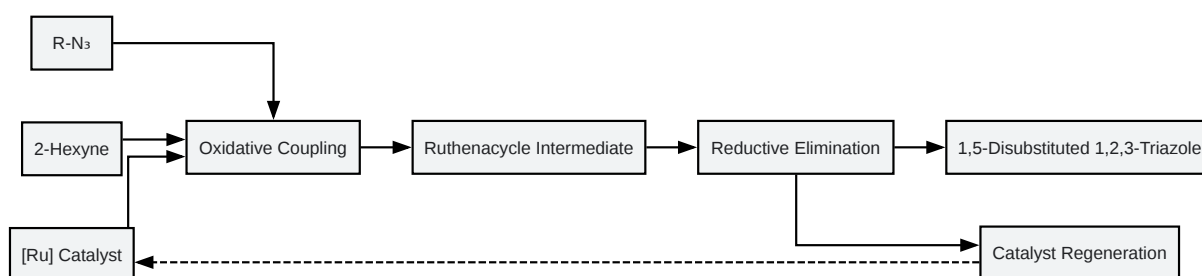 R-N₃
2-Hexyne
Oxidative Coupling
Ruthenacycle Intermediate
Reductive Elimination
1,5-Disubstituted 1,2,3-Triazole
[Ru] Catalyst
Catalyst Regeneration